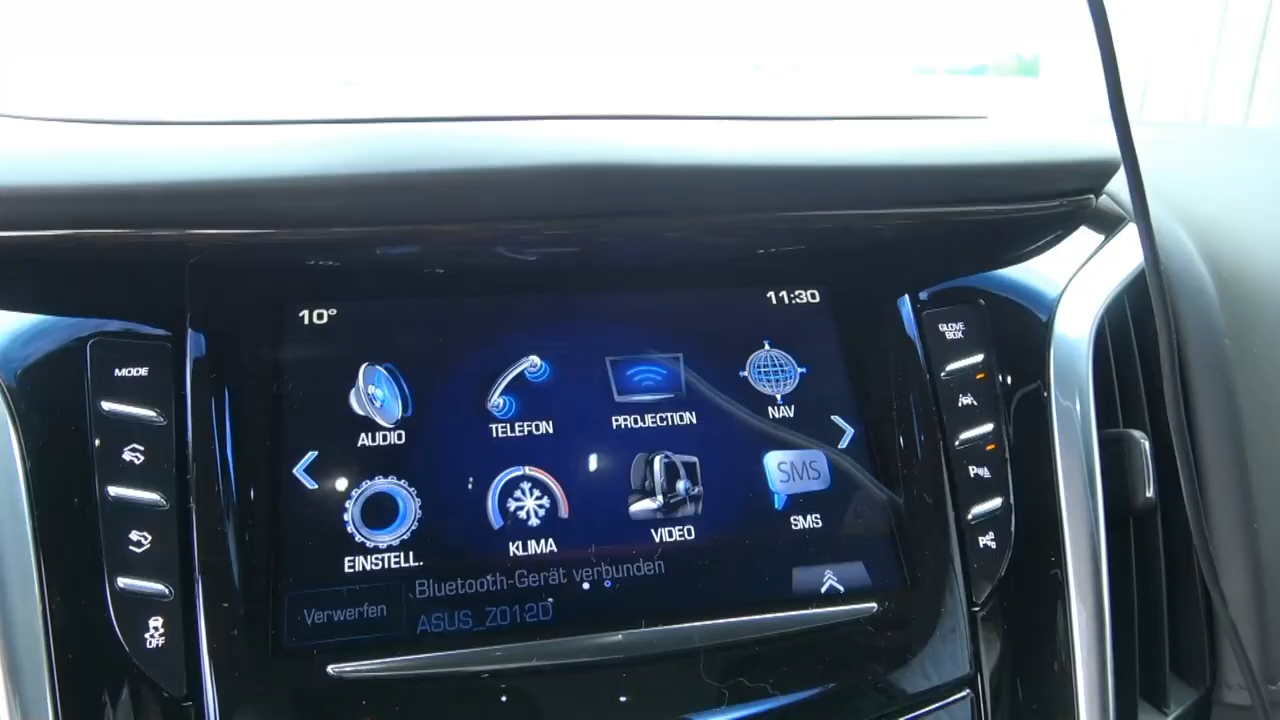 10°
11:30
MODE
GLOVE
BOX
AUDIO
TELEFON
PROJECTION
NAV
EINSTELL.
KLIMA
VIDEO
SMS
SMS
Bluetooth-Gerät verbunden
Verwerfen
ASUS_Z012D
OFF